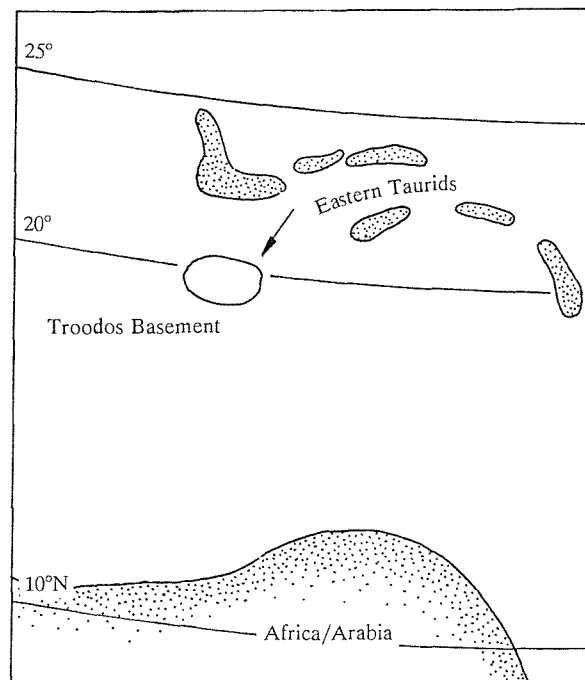 25°
Eastern Taurids
20°
Troodos Basement
10°N
Africa/Arabia